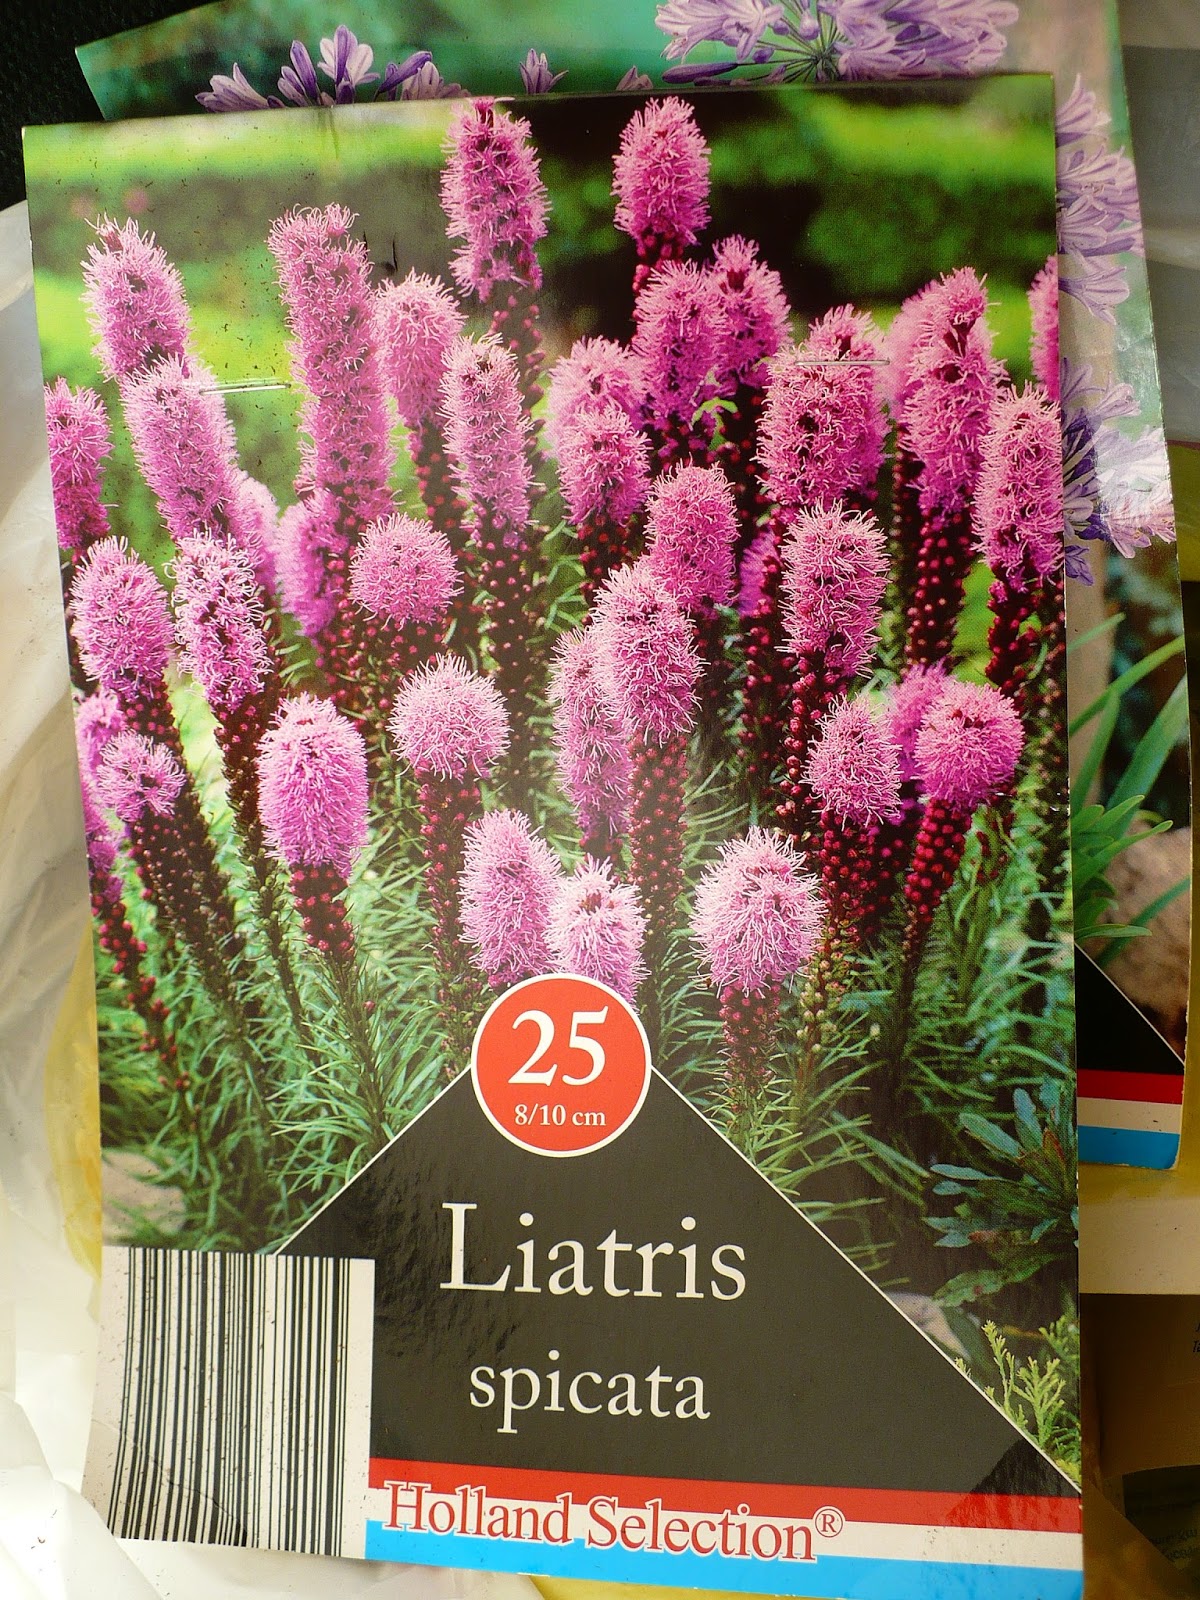 25
8/10 cm
Liatris
spicata
Holland Selection®